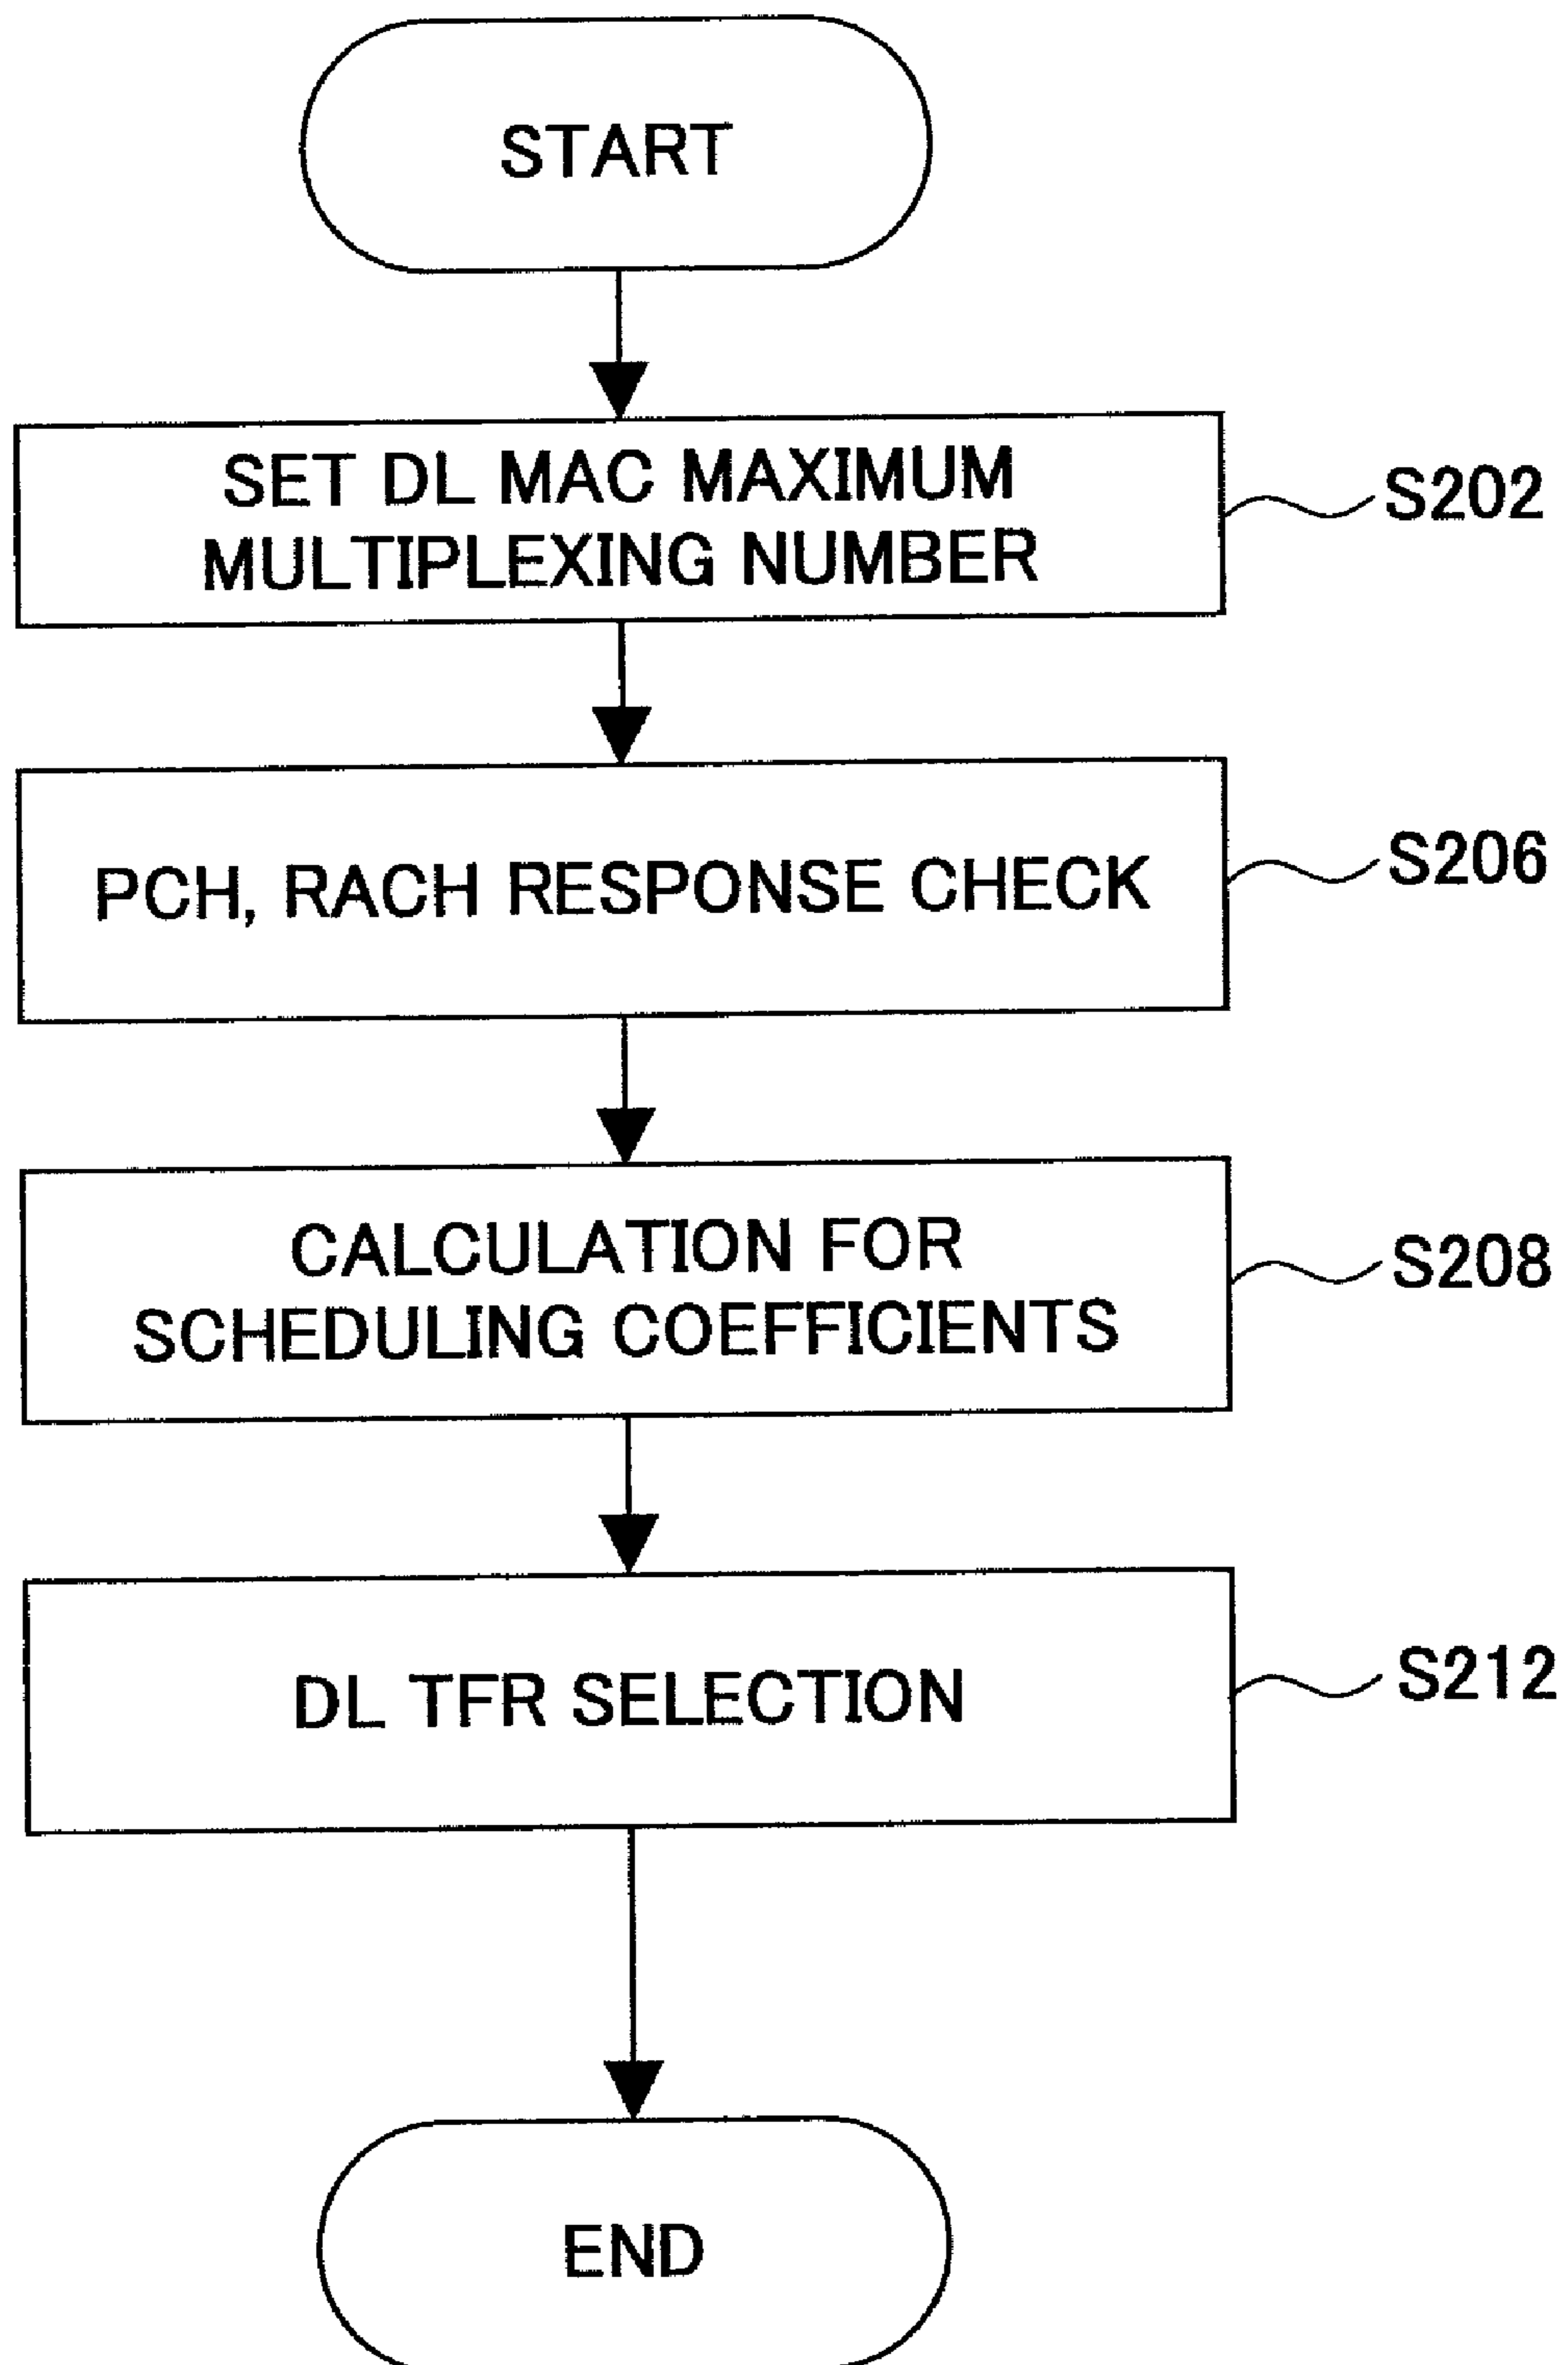 START
SET DL MAC MAXIMUM
MULTIPLEXING NUMBER
S202
PCH, RACH RESPONSE CHECK
S206
CALCULATION FOR
SCHEDULING COEFFICIENTS
S208
DL TFR SELECTION
S212
END